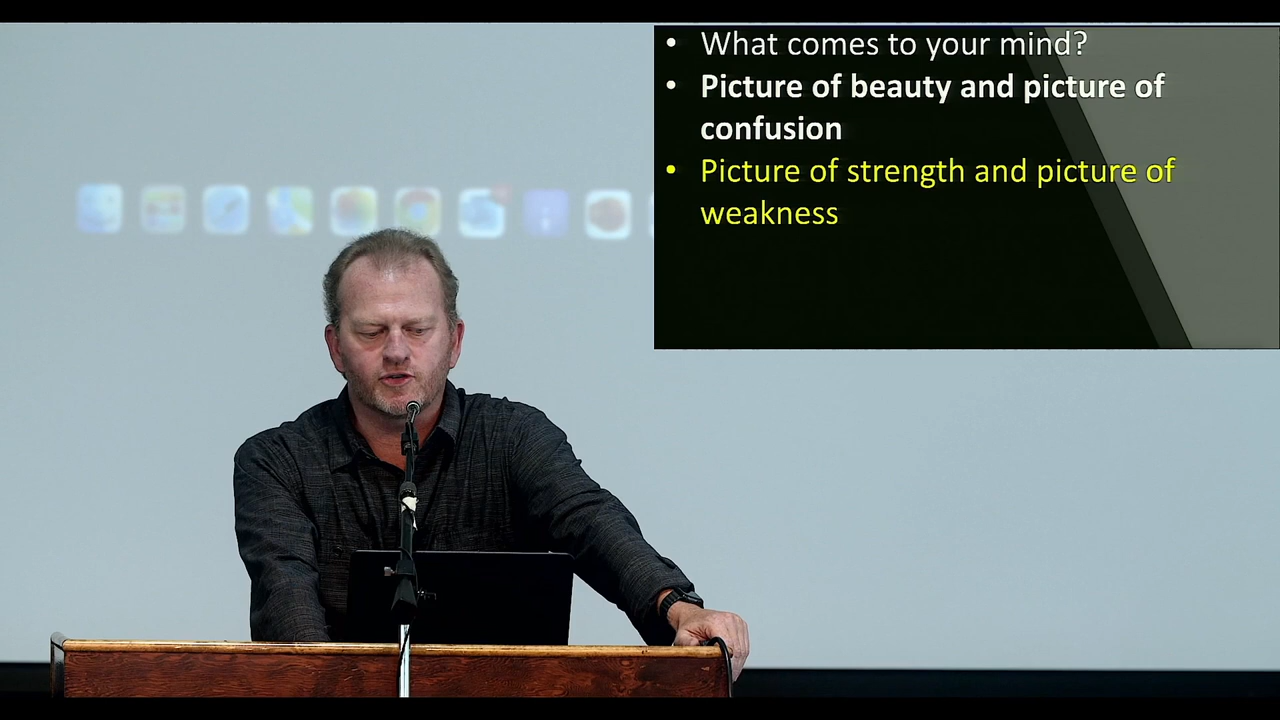 • What comes to your mind?
• Picture of beauty and picture of
confusion
• Picture of strength and picture of
weakness